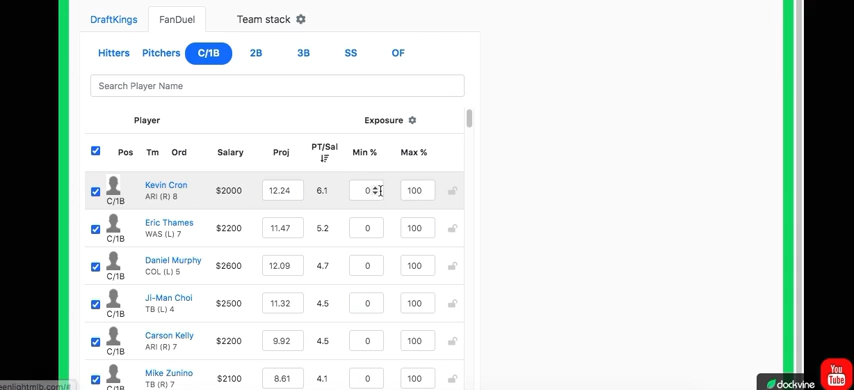 DraftKings FanDuel Team stack
Hitters Pitchers C/1B 2B 3B SS OF
Search Player Name
Player Exposure
Pos Tm Ord Salary Proj PT/Sal Min % Max %
Kevin Cron
ARI (R) 8
C/1B $2000 12.24 6.1 0 100
Eric Thames
WAS (L) 7
C/1B $2200 11.47 5.2 0 100
Daniel Murphy
COL (L) 5
C/1B $2600 12.09 4.7 0 100
Ji-Man Choi
TB (L) 4
C/1B $2500 11.32 4.5 0 100
Carson Kelly
ARI (R) 7
C/1B $2200 9.92 4.5 0 100
Mike Zunino
TB (R) 7
C/1B $2100 8.61 4.1 0 100
eenlightmlb.com/#
dockvine
You
Tube